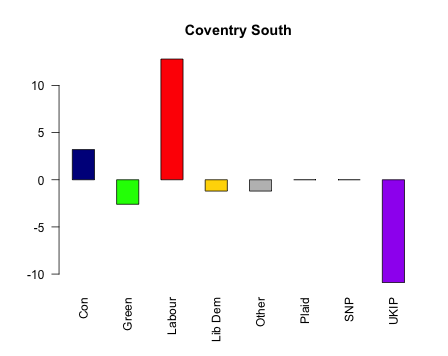 Coventry South
10
5
0
-5
-10
Con
Green
Labour
Lib Dem
Other
Plaid
SNP
UKIP